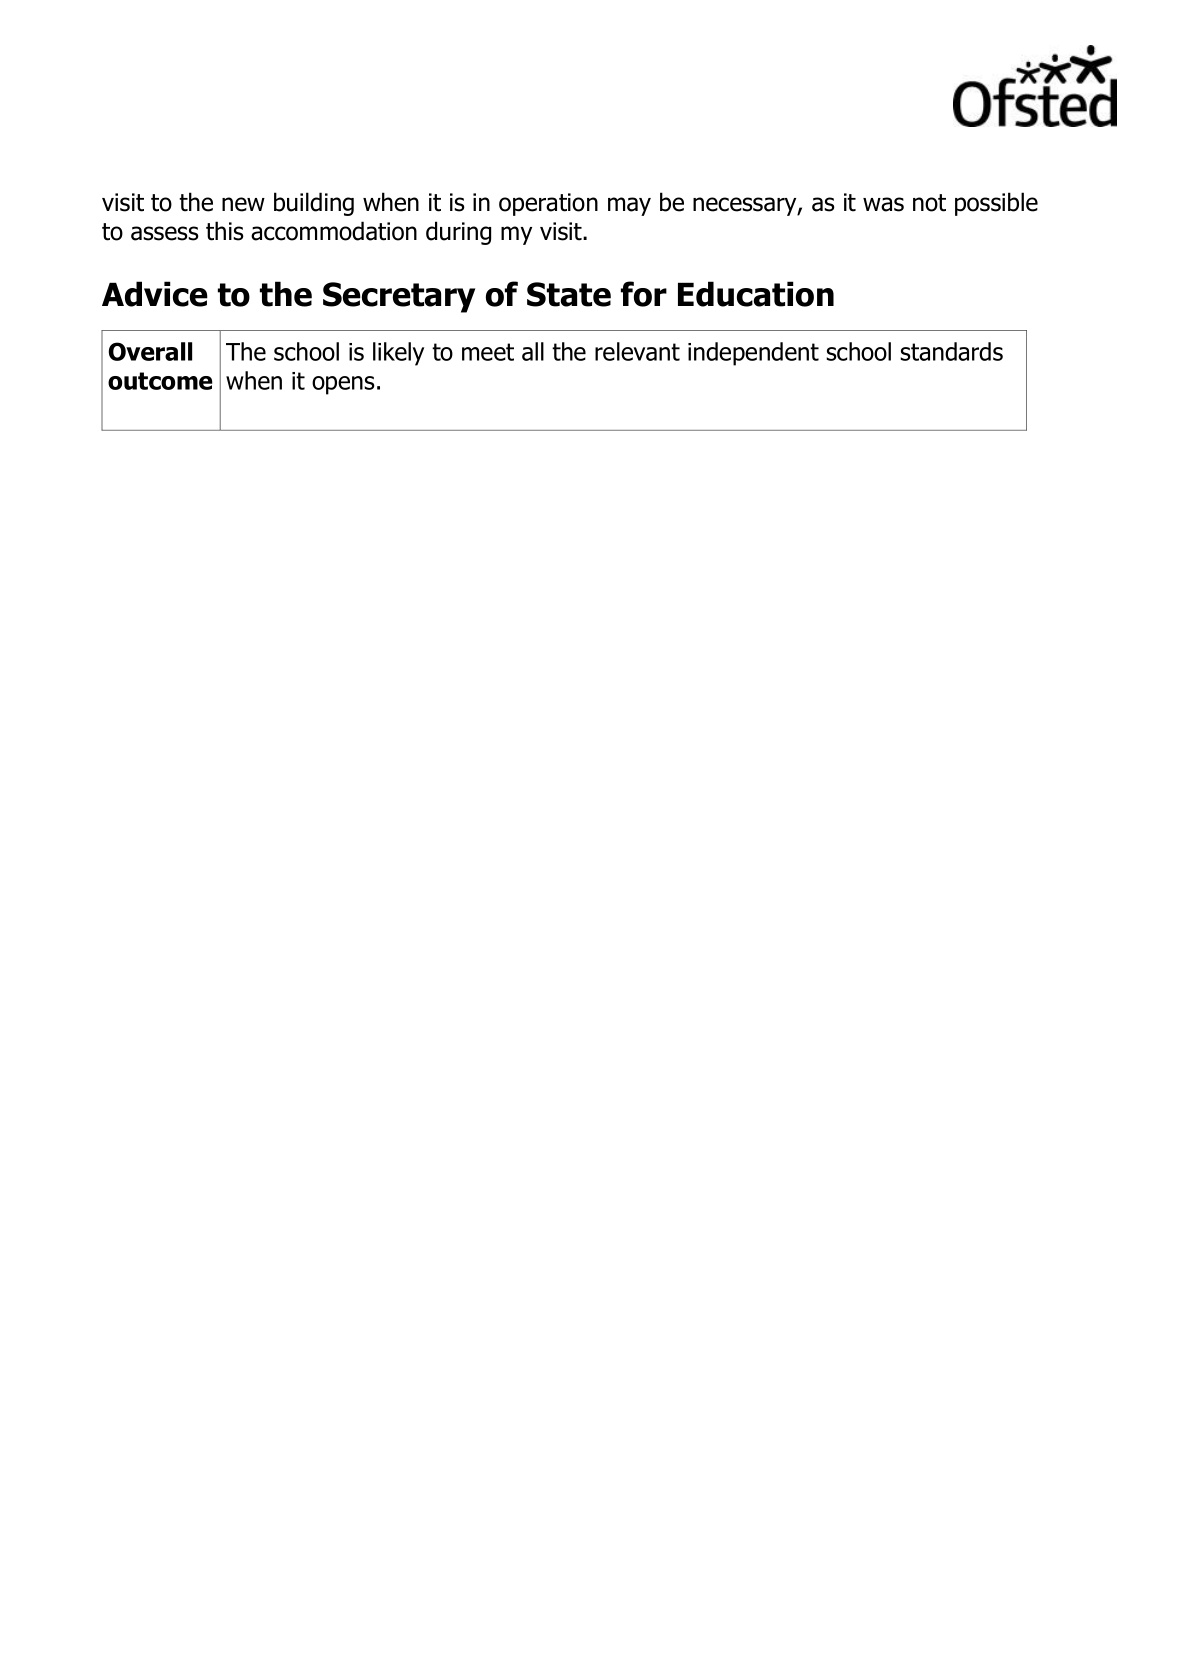 Ofsted
visit to the new building when it is in operation may be necessary, as it was not possible
to assess this accommodation during my visit.
Advice to the Secretary of State for Education
Overall
outcome
The school is likely to meet all the relevant independent school standards
when it opens.